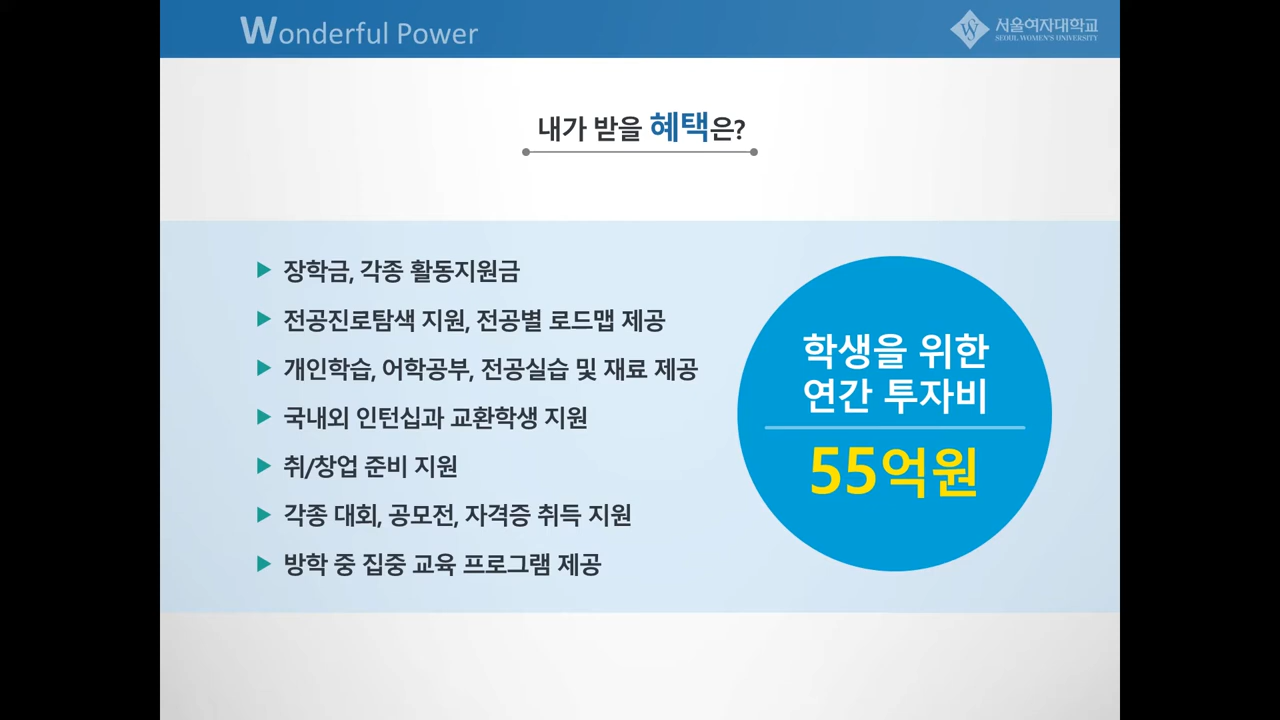 Wonderful Power
서울여자대학교
SEOUL WOMEN'S UNIVERSITY
내가 받을 혜택은?
장학금, 각종 활동지원금
전공진로탐색 지원, 전공별 로드맵 제공
개인학습, 어학공부, 전공실습 및 재료 제공
국내외 인턴십과 교환학생 지원
취/창업 준비 지원
각종 대회, 공모전, 자격증 취득 지원
방학 중 집중 교육 프로그램 제공
학생을 위한
연간 투자비
55억원